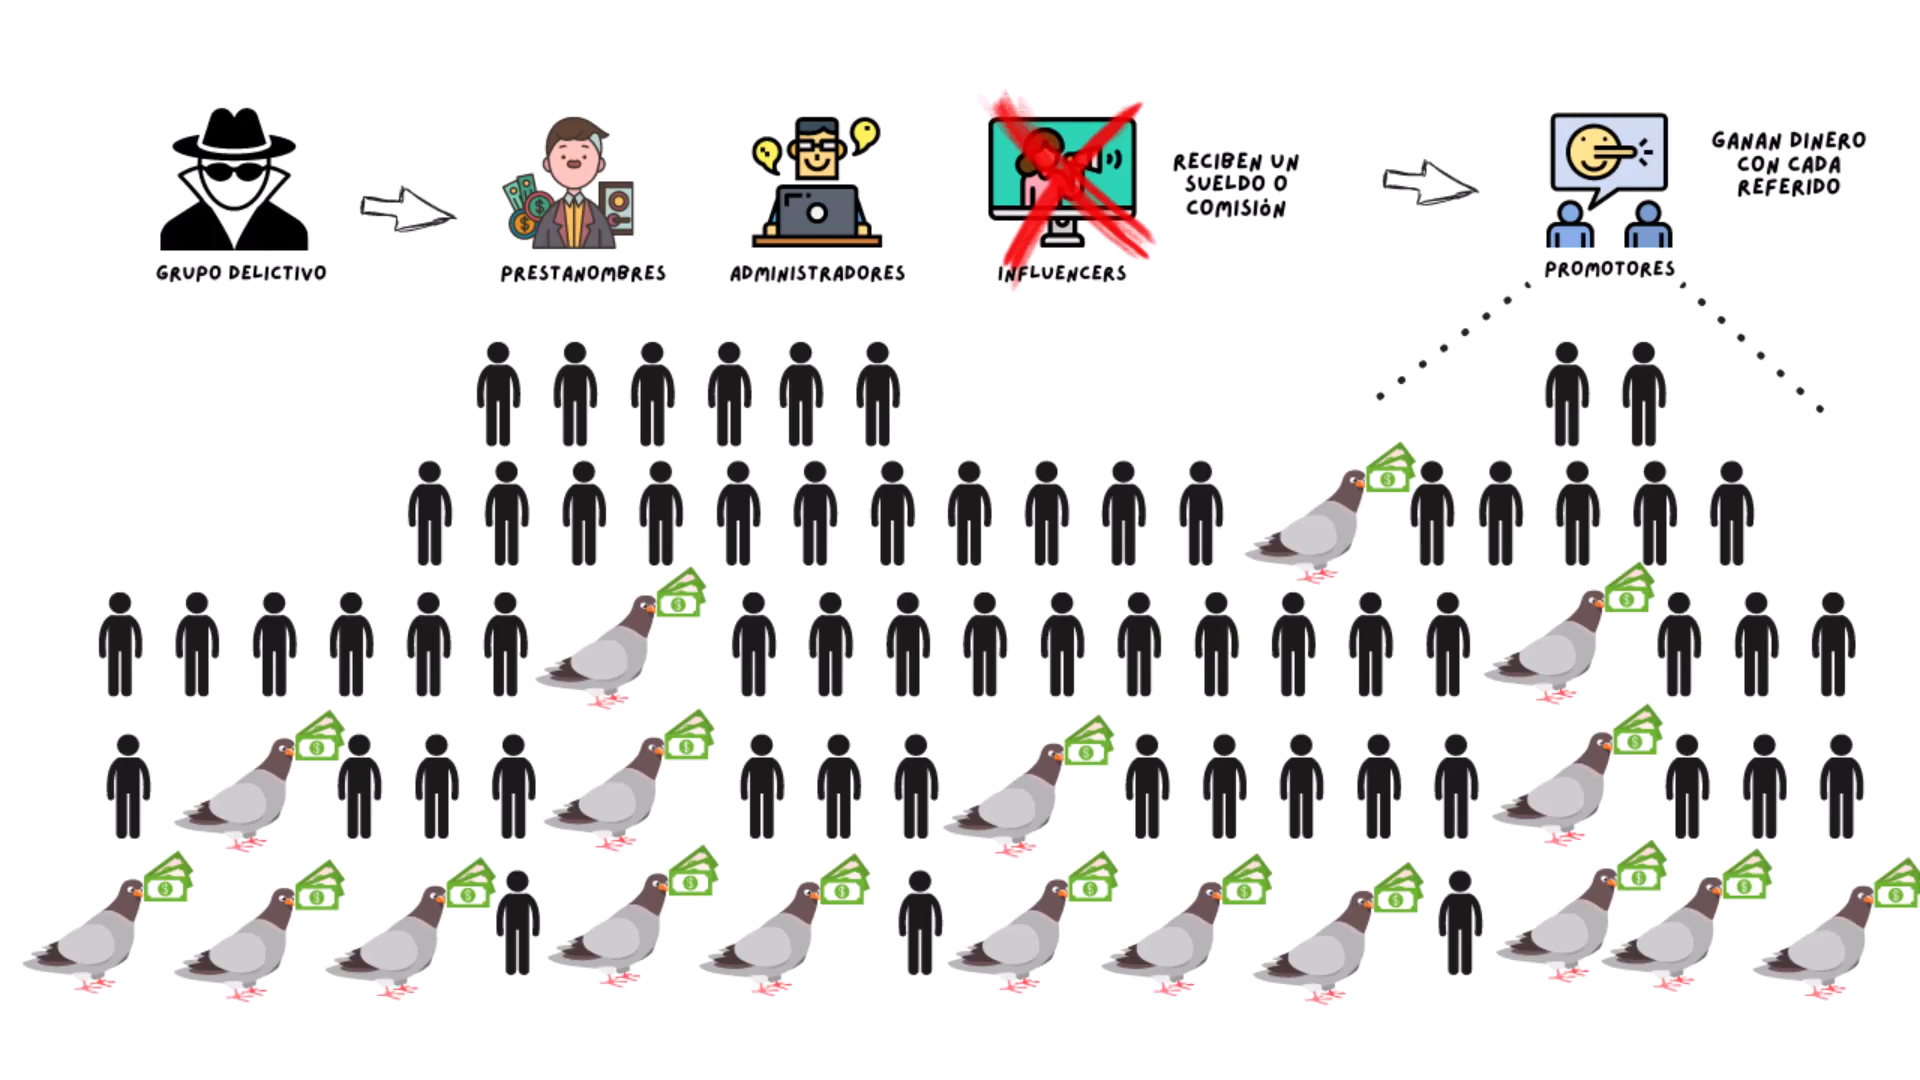 RECIBEN UN
SUELDO O
COMISIÓN
GANAN DINERO
CON CADA
REFERIDO
GRUPO DELICTIVO
PRESTANOMBRES
ADMINISTRADORES
INFLUENCERS
PROMOTORES